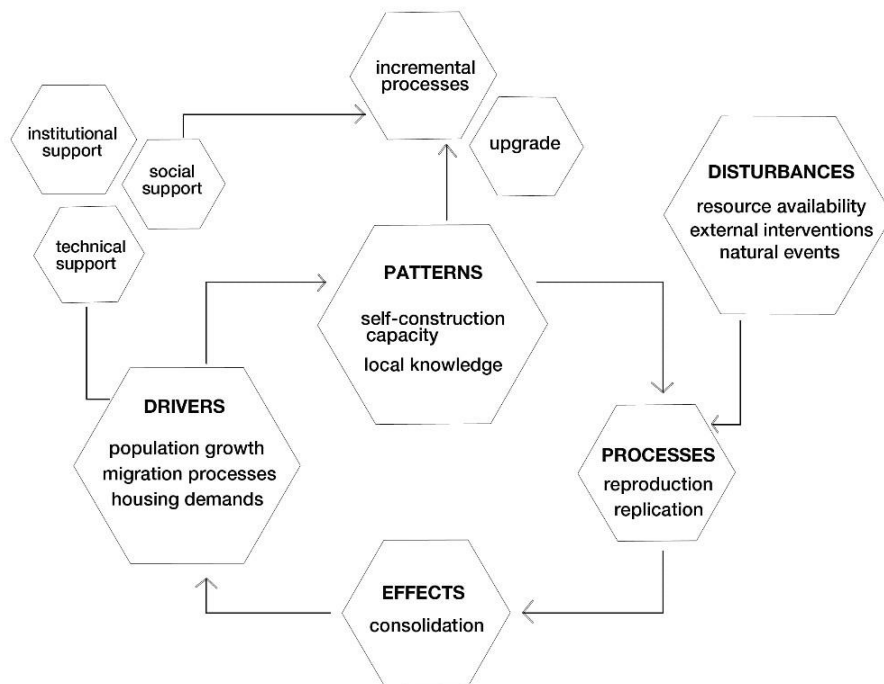 incremental
processes
institutional
support
social
support
upgrade
technical
support
DISTURBANCES
resource availability
external interventions
natural events
PATTERNS
self-construction
capacity
local knowledge
DRIVERS
population growth
migration processes
housing demands
PROCESSES
reproduction
replication
EFFECTS
consolidation